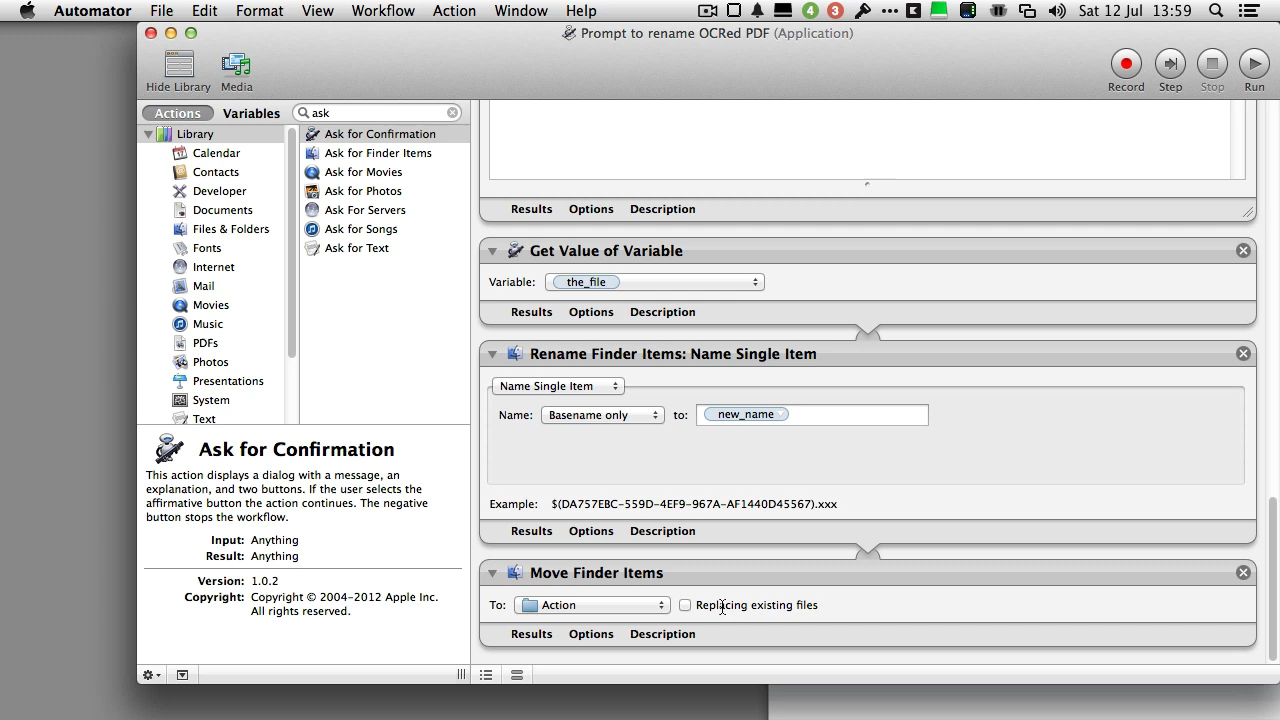 Automator File Edit Format View Workflow Action Window Help 4 3 Sat 12 Jul 13:59
Prompt to rename OCRed PDF (Application)
Hide Library Media Record Step Stop Run
Actions Variables ask
Library
Calendar
Contacts
Developer
Documents
Files & Folders
Fonts
Internet
Mail
Movies
Music
PDFs
Photos
Presentations
System
Text
Ask for Confirmation
Ask for Finder Items
Ask for Movies
Ask for Photos
Ask For Servers
Ask for Songs
Ask for Text
Ask for Confirmation
This action displays a dialog with a message, an
explanation, and two buttons. If the user selects the
affirmative button the action continues. The negative
button stops the workflow.
Input: Anything
Result: Anything
Version: 1.0.2
Copyright: Copyright © 2004-2012 Apple Inc.
All rights reserved.
Results Options Description
Get Value of Variable
Variable: the_file
Results Options Description
Rename Finder Items: Name Single Item
Name Single Item
Name: Basename only to: new_name
Example: $(DA757EBC-559D-4EF9-967A-AF1440D45567).xxx
Results Options Description
Move Finder Items
To: Action Replacing existing files
Results Options Description